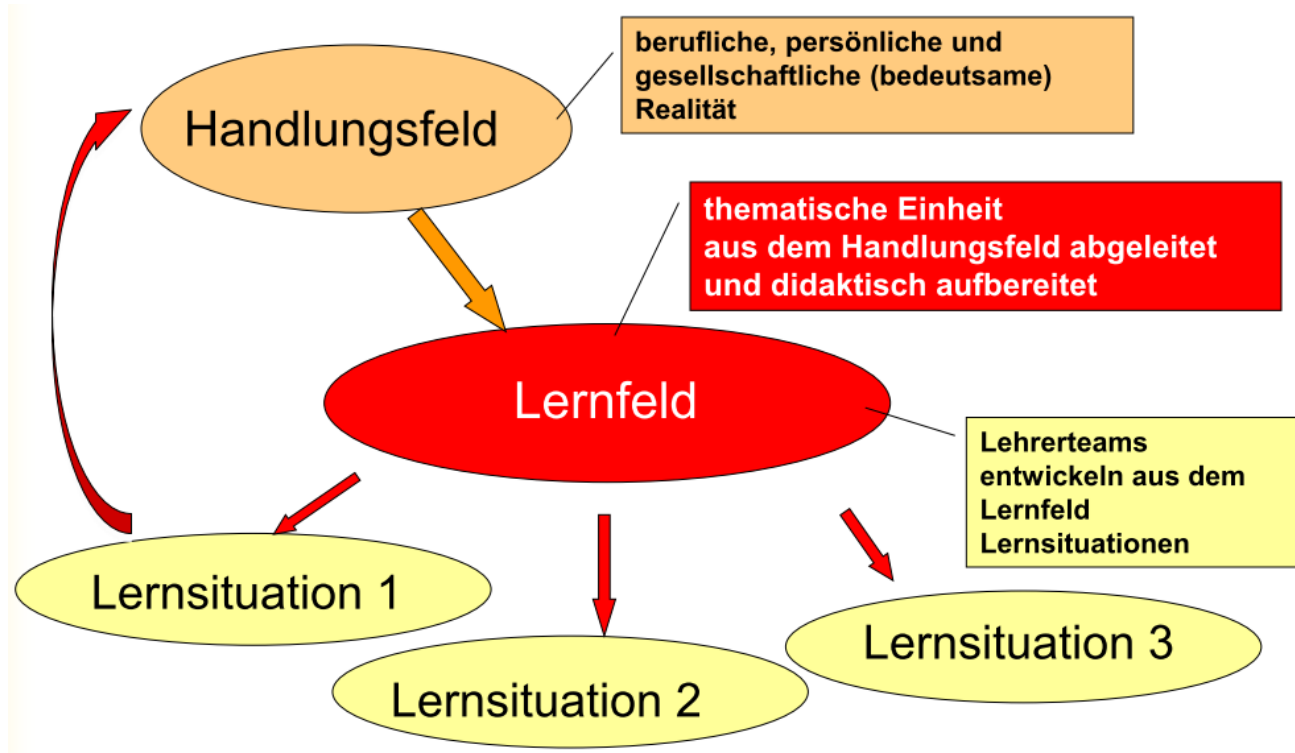 Handlungsfeld
berufliche, persönliche und
gesellschaftliche (bedeutsame)
Realität
thematische Einheit
aus dem Handlungsfeld abgeleitet
und didaktisch aufbereitet
Lernfeld
Lehrerteams
entwickeln aus dem
Lernfeld
Lernsituationen
Lernsituation 1
Lernsituation 2
Lernsituation 3